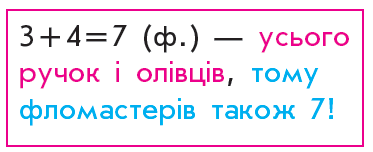 3+4=7 (ф.) — усього
ручок і олівців, тому
фломастерів також 7!